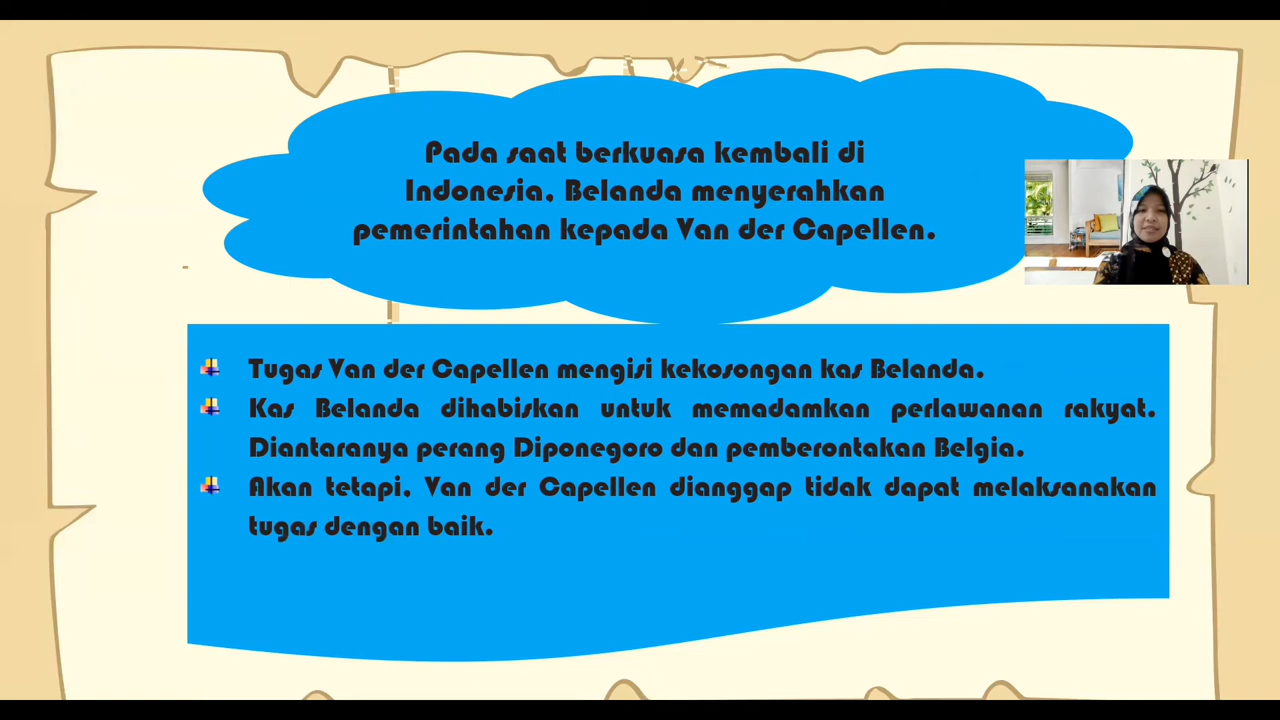 Pada saat berkuasa kembali di
Indonesia, Belanda menyerahkan
pemerintahan kepada Van der Capellen.
Tugas Van der Capellen mengisi kekosongan kas Belanda.
Kas Belanda dihabiskan untuk memadamkan perlawanan rakyat.
Diantaranya perang Diponegoro dan pemberontakan Belgia.
Akan tetapi, Van der Capellen dianggap tidak dapat melaksanakan
tugas dengan baik.